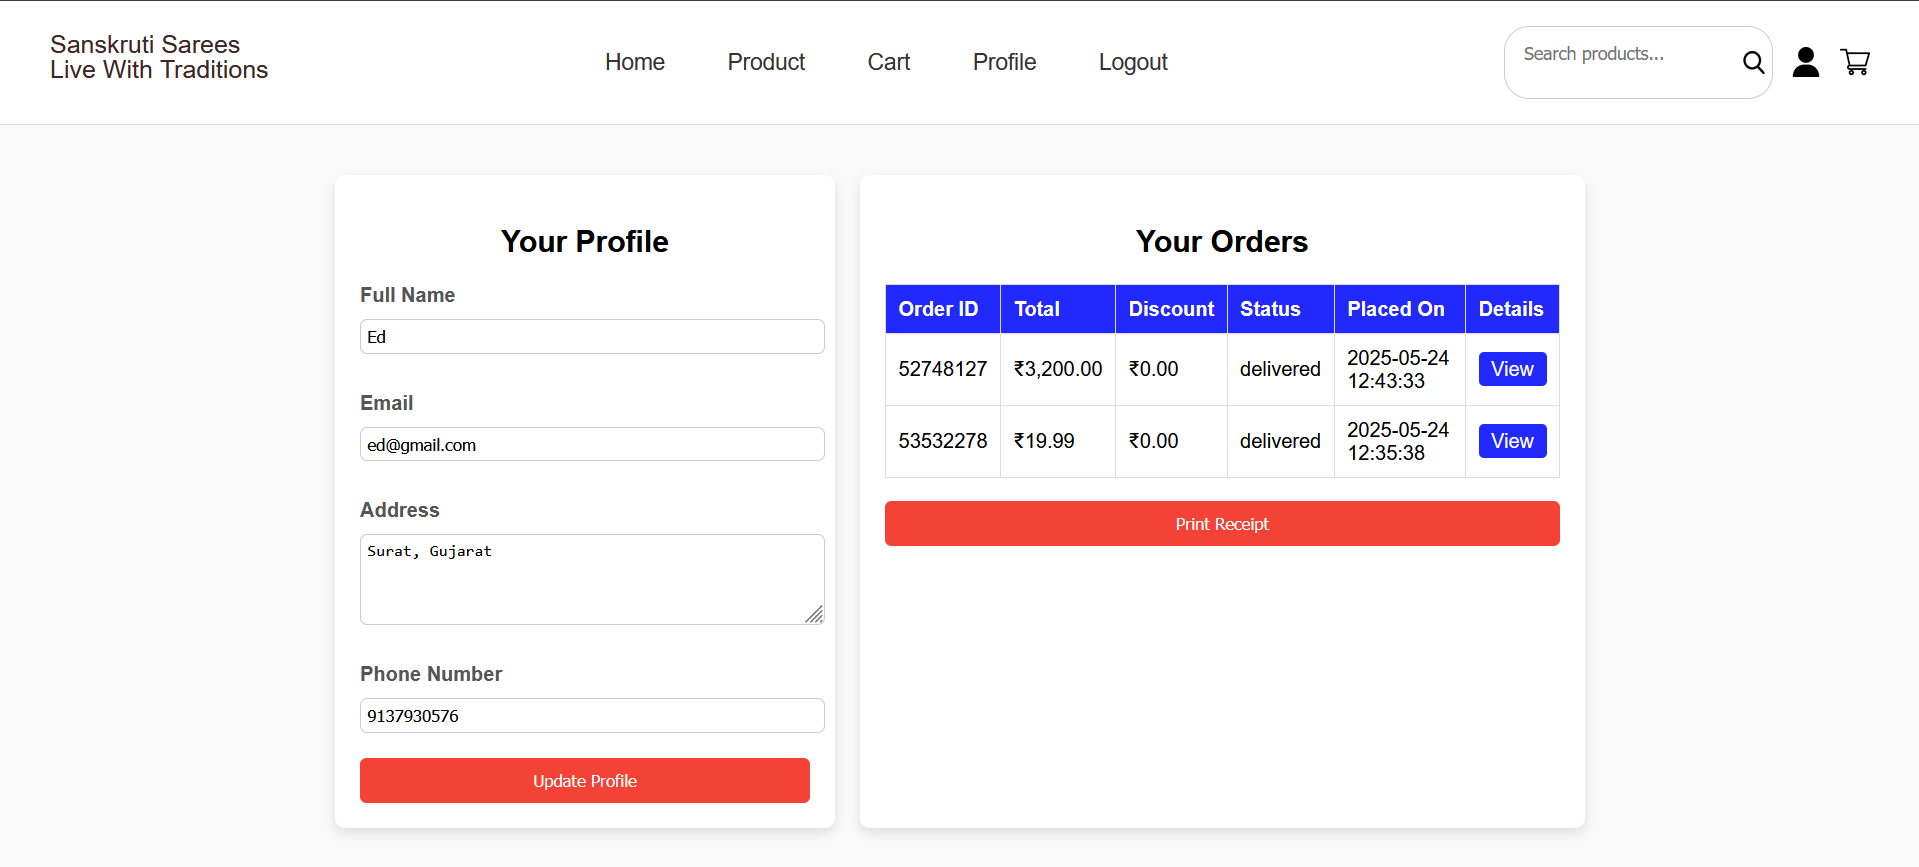 Sanskruti Sarees
Live With Traditions
Home Product Cart Profile Logout
Search products...
Your Profile
Full Name
Ed
Email
ed@gmail.com
Address
Surat, Gujarat
Phone Number
9137930576
Update Profile
Your Orders
Order ID Total Discount Status Placed On Details
52748127 ₹3,200.00 ₹0.00 delivered 2025-05-24 12:43:33 View
53532278 ₹19.99 ₹0.00 delivered 2025-05-24 12:35:38 View
Print Receipt